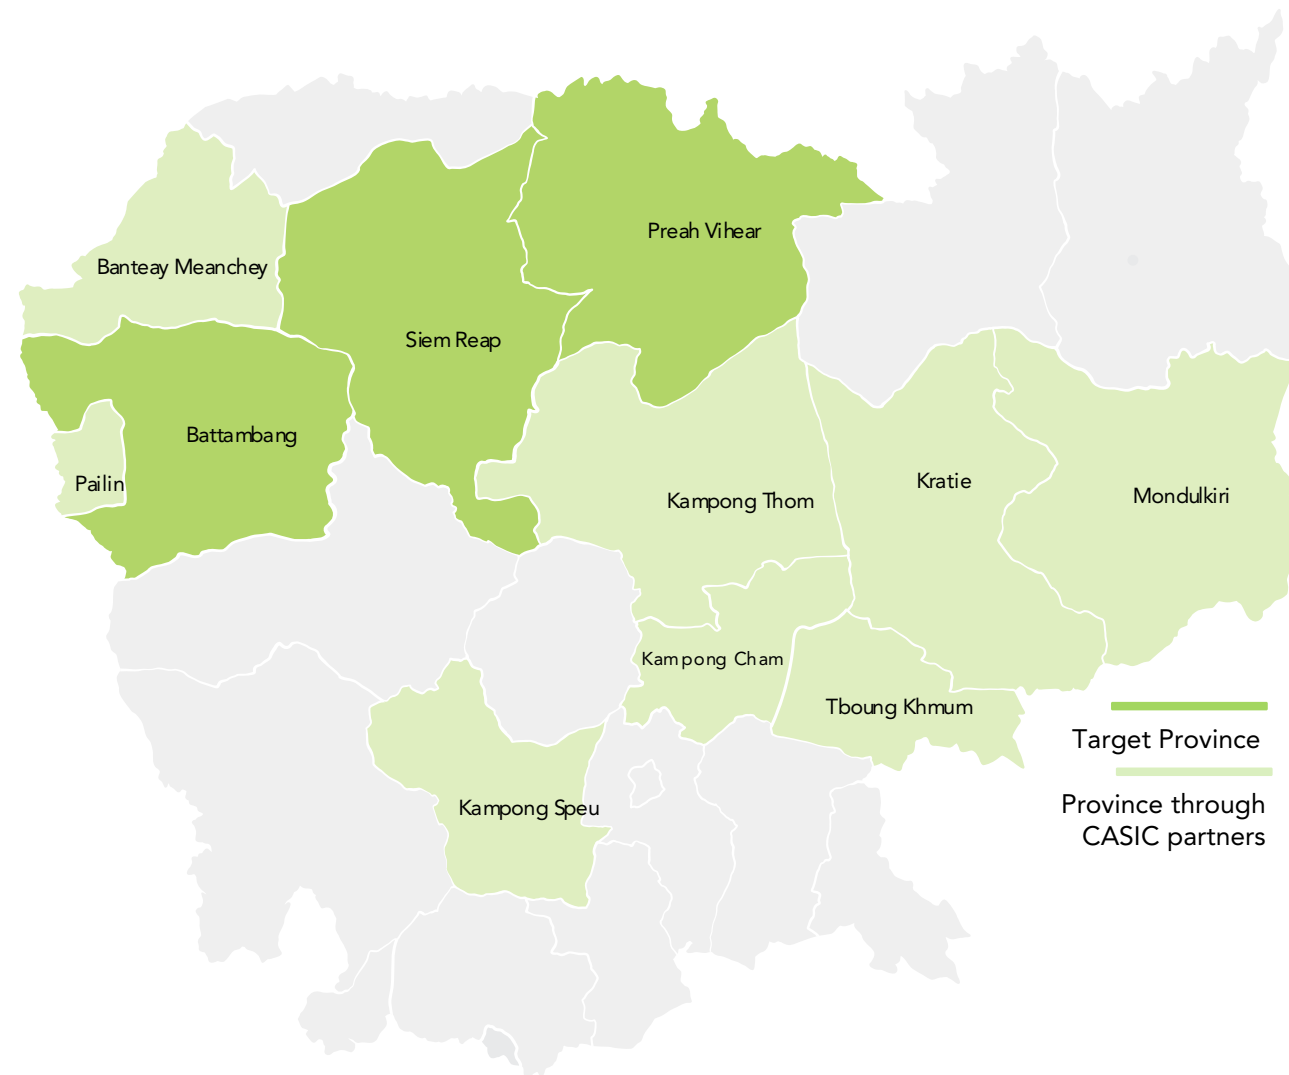 Preah Vihear
Banteay Meanchey
Siem Reap
Battambang
Pailin
Kampong Thom
Kratie
Mondulkiri
Kampong Cham
Tboung Khmum
Kampong Speu
Target Province
Province through
CASIC partners